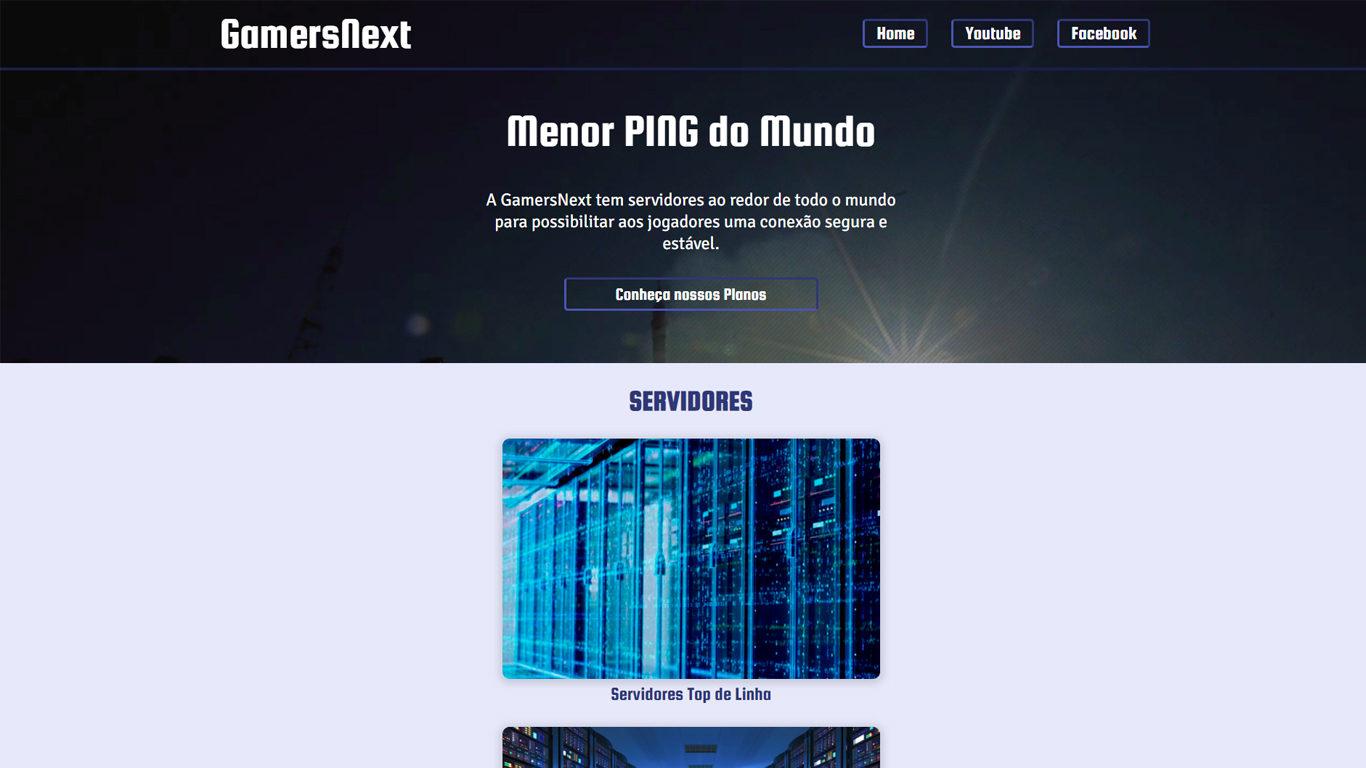 GamersNext
Home
Youtube
Facebook
Menor PING do Mundo
A GamersNext tem servidores ao redor de todo o mundo
para possibilitar aos jogadores uma conexão segura e
estável.
Conheça nossos Planos
SERVIDORES
Servidores Top de Linha